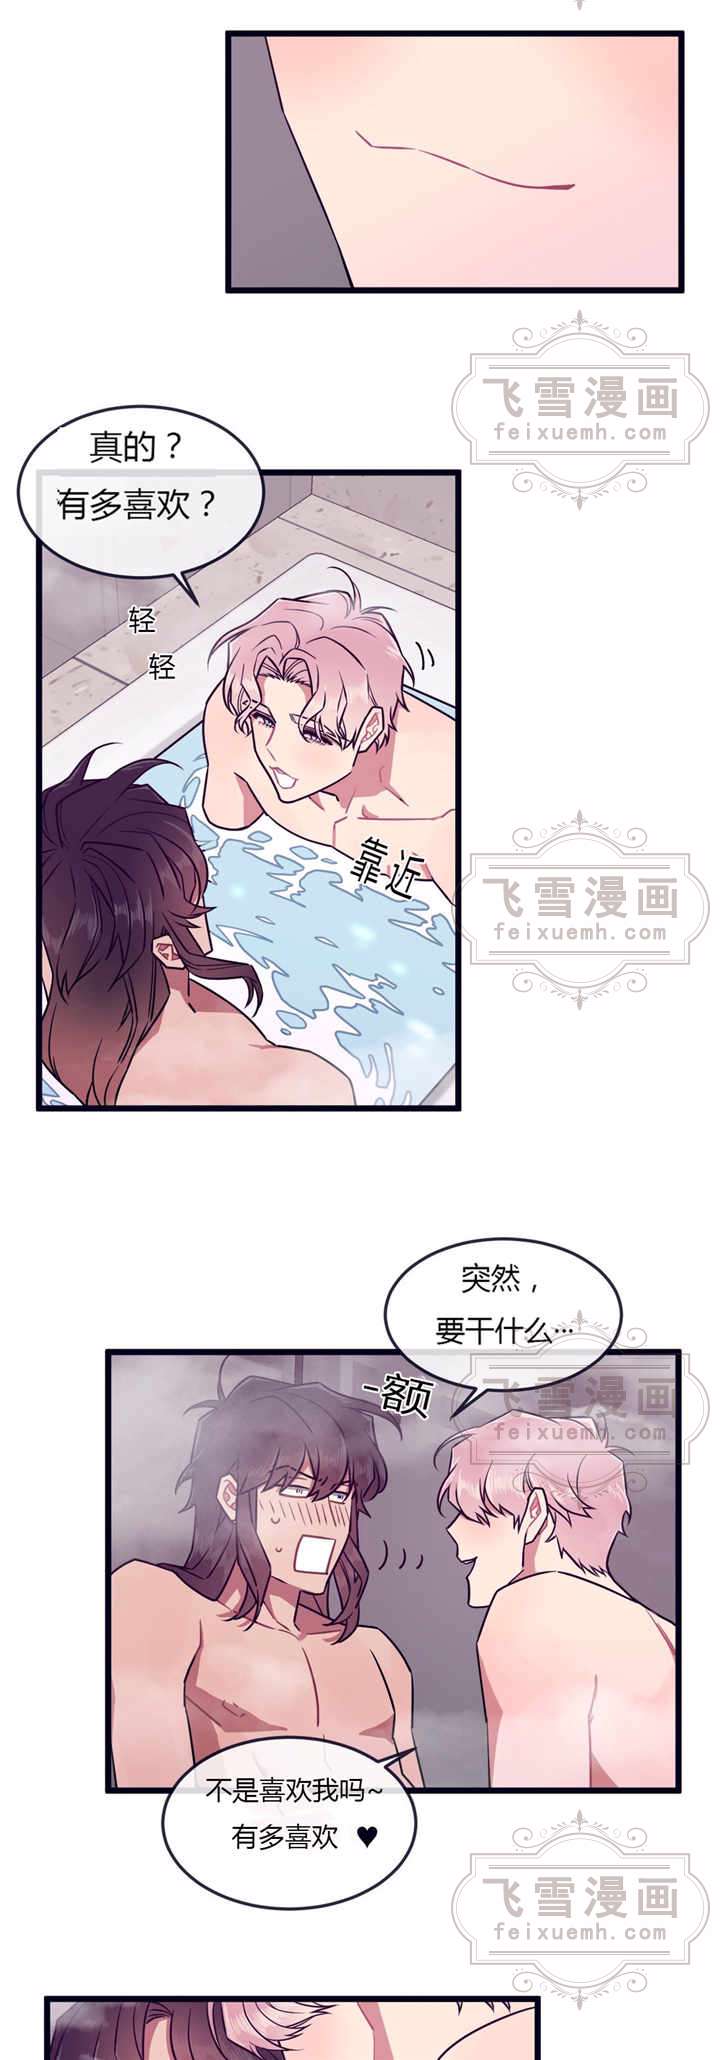 飞雪漫画
feixuemh.com
真的？
有多喜欢？
轻
轻
靠近
飞雪漫画
feixuemh.com
突然，
要干什么…
-额
飞雪漫画
feixuemh.com
不是喜欢我吗~
有多喜欢 ♥
飞雪漫画
feixuemh.com